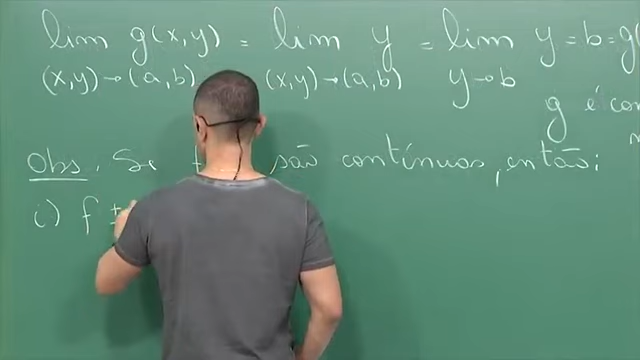 lim g(x,y) = lim y = lim y = b = g(
(x,y)→(a,b) (x,y)→(a,b) y→b
g é con
Obs. Se f são contínuas, então:
i) f ±